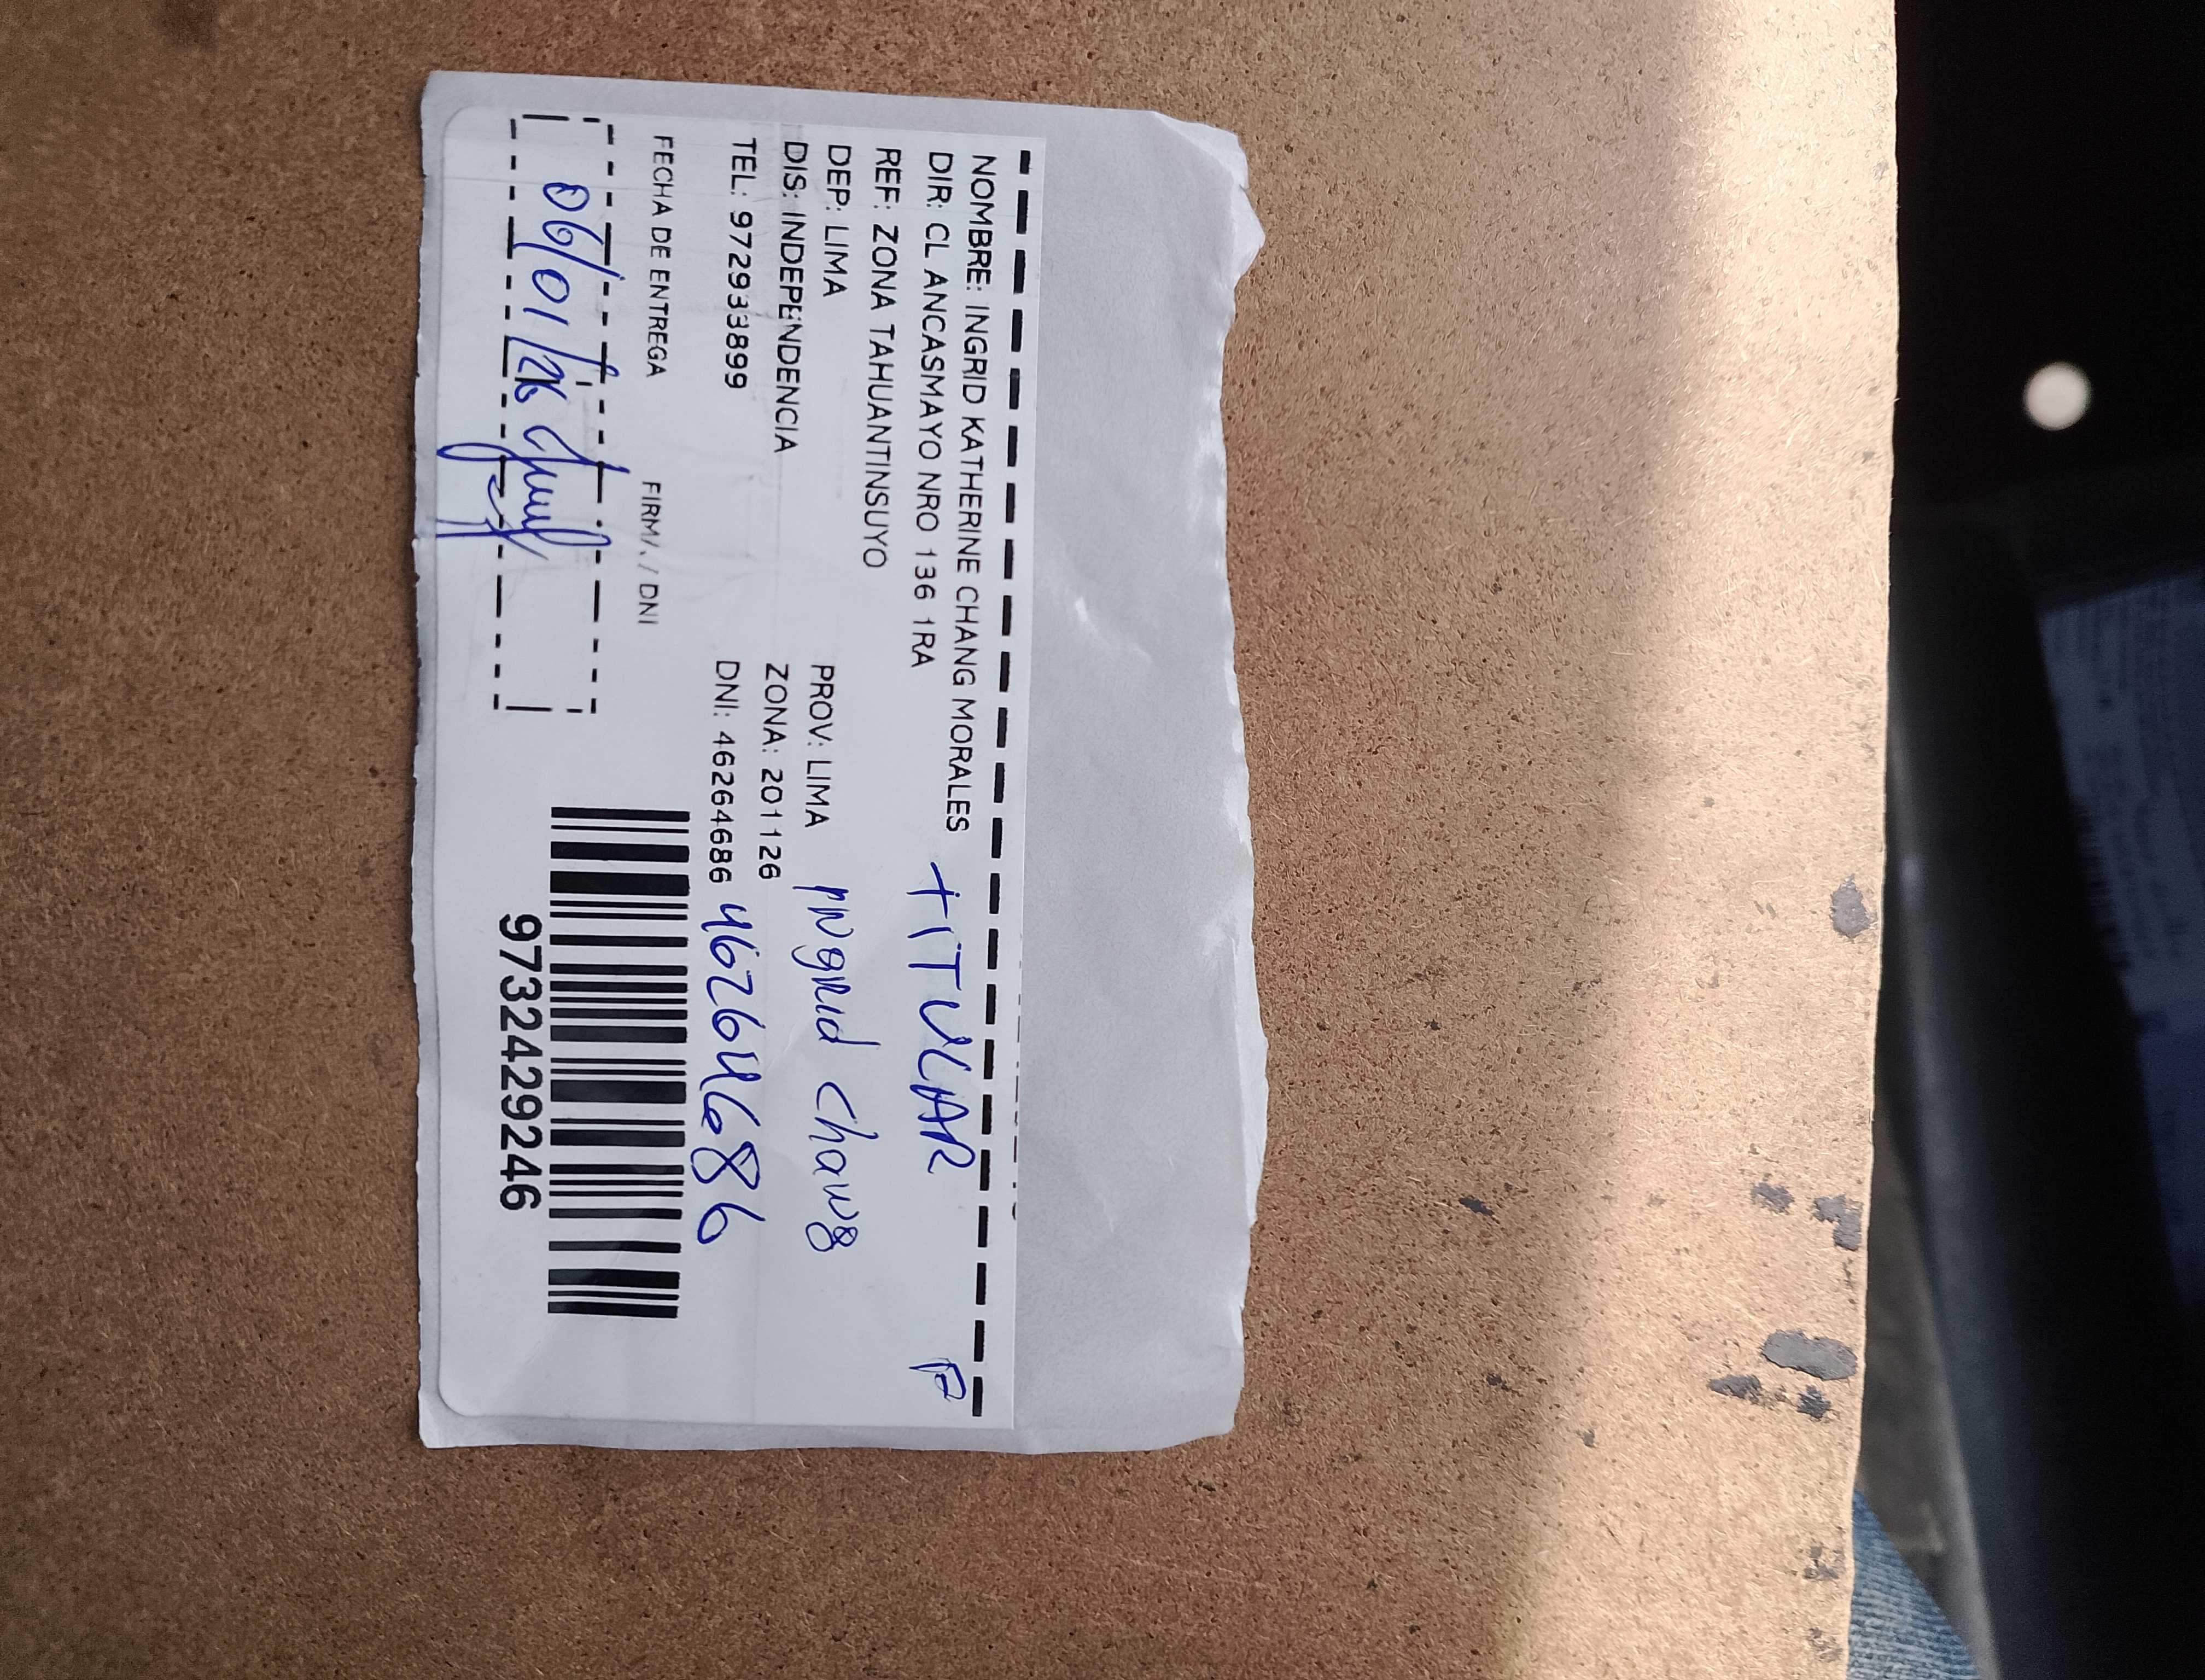 NOMBRE: INGRID KATHERINE CHANG MORALES
DIR: CL ANCASMAYO NRO 136 1RA
TITULAR
REF: ZONA TAHUANTINSUYO
DEP: LIMA PROV: LIMA
INgRid Chang
DIS: INDEPENDENCIA ZONA: 201126
TEL: 972933899 DNI: 46264686
46264686
FECHA DE ENTREGA FIRMA / DNI
06/01/26
9732429246